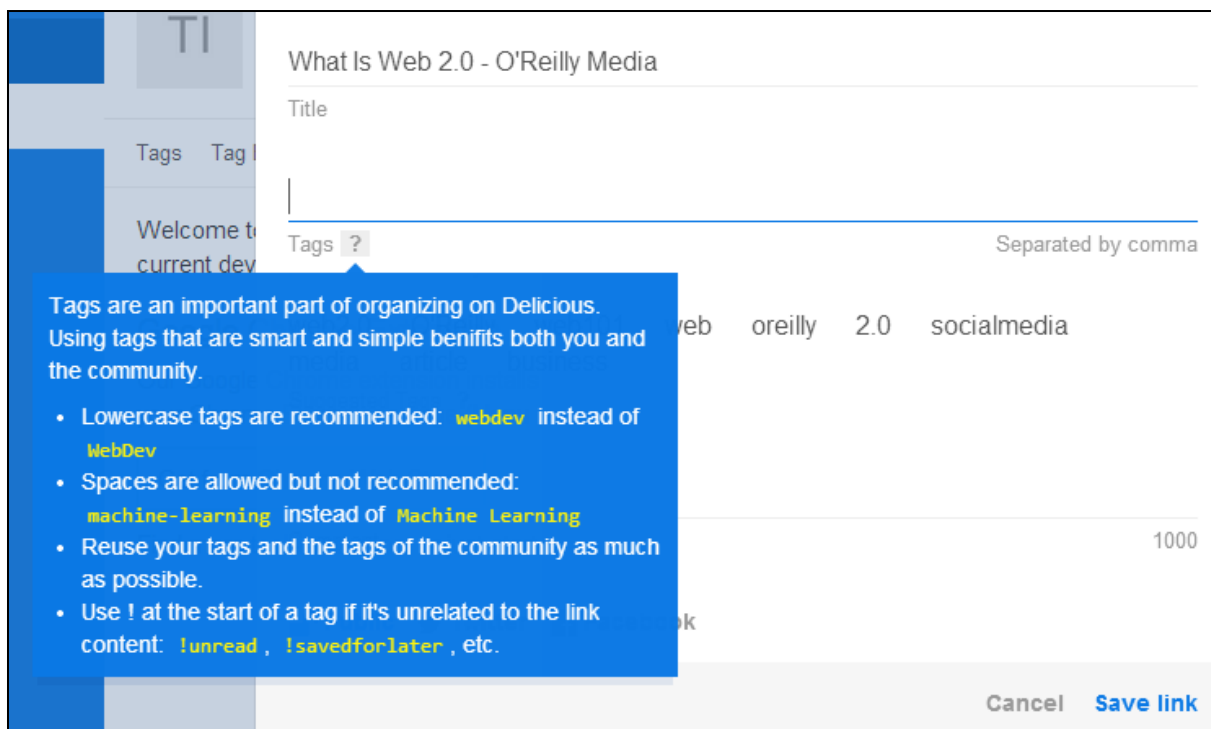 TI
What Is Web 2.0 - O'Reilly Media
Title
Tags Tag
Welcome
current dev
Tags ?
Separated by comma
Tags are an important part of organizing on Delicious.
Using tags that are smart and simple benifits both you and
the community.
web oreilly 2.0 socialmedia
media article business
• Lowercase tags are recommended: webdev instead of
WebDev
• Spaces are allowed but not recommended:
machine-learning instead of Machine Learning
• Reuse your tags and the tags of the community as much
as possible.
• Use ! at the start of a tag if it's unrelated to the link
content: !unread , !savedforlater , etc.
1000
Cancel Save link